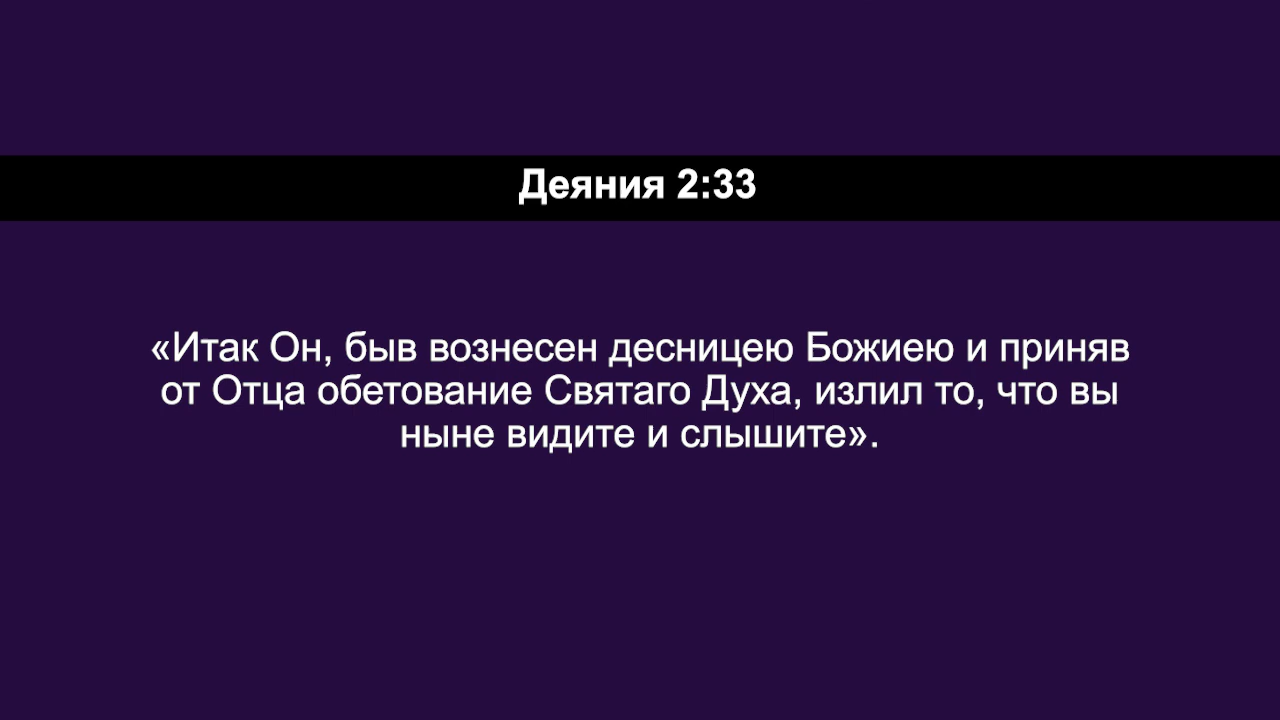 Деяния 2:33
«Итак Он, быв вознесен десницею Божиею и приняв
от Отца обетование Святаго Духа, излил то, что вы
ныне видите и слышите».